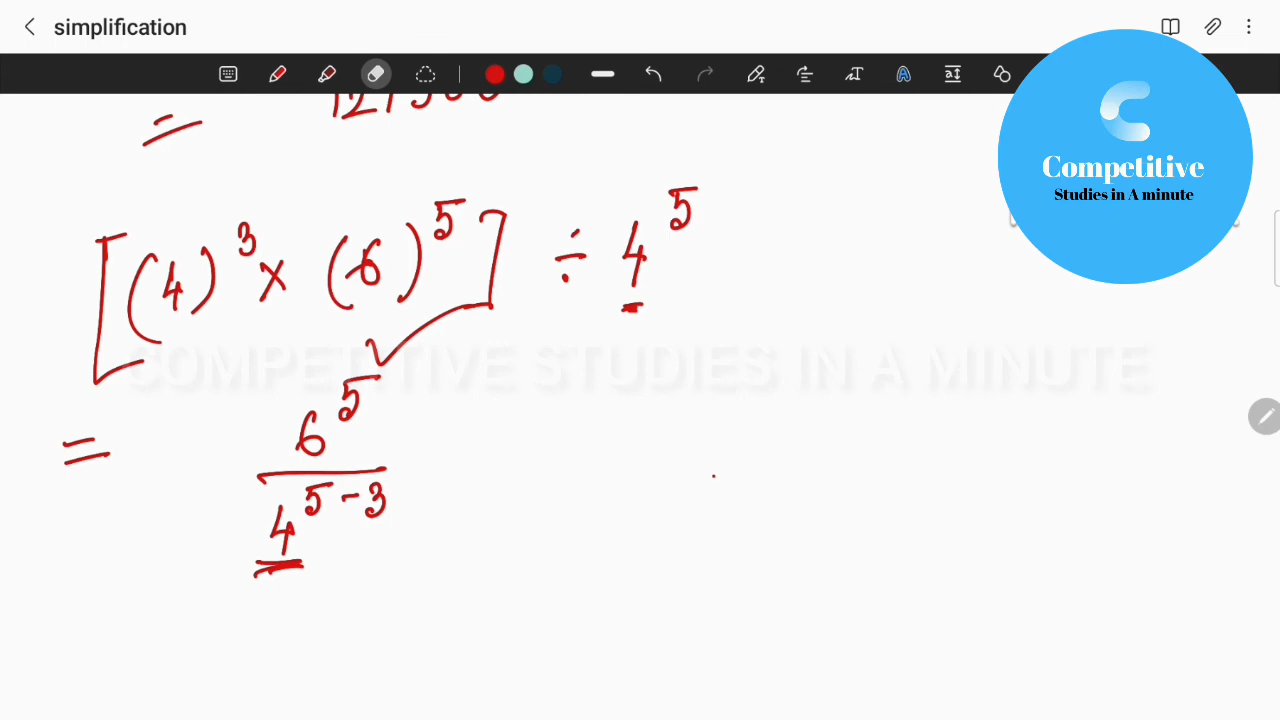 simplification
Competitive
Studies in A minute
=
[(4)³ × (6)⁵] ÷ 4⁵
COMPETITIVE STUDIES IN A MINUTE
= 6⁵
4⁵⁻³